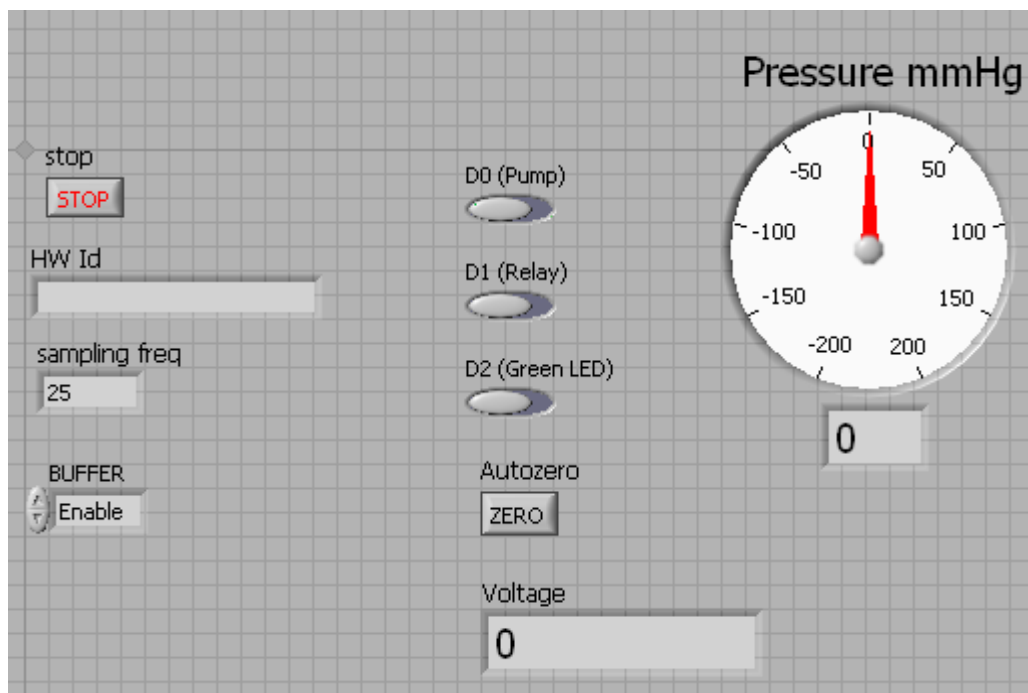 Pressure mmHg
0
-50
50
-100
100
-150
150
-200
200
0
stop
STOP
HW Id
sampling freq
25
BUFFER
Enable
D0 (Pump)
D1 (Relay)
D2 (Green LED)
Autozero
ZERO
Voltage
0